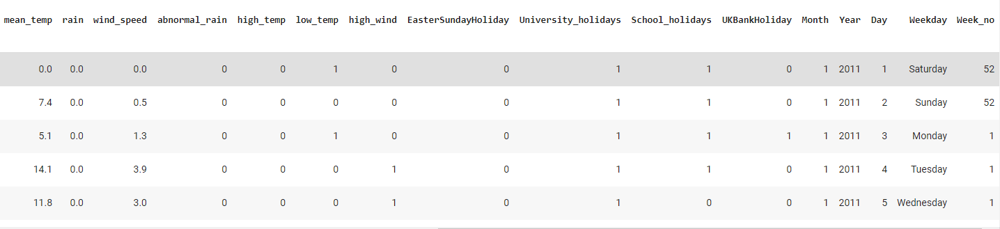 mean_temp rain wind_speed abnormal_rain high_temp low_temp high_wind EasterSundayHoliday University_holidays School_holidays UKBankHoliday Month Year Day Weekday Week_no
0.0 0.0 0.0 0 0 1 0 0 1 1 0 1 2011 1 Saturday 52
7.4 0.0 0.5 0 0 0 0 0 1 1 0 1 2011 2 Sunday 52
5.1 0.0 1.3 0 0 1 0 0 1 1 1 1 2011 3 Monday 1
14.1 0.0 3.9 0 0 0 1 0 1 1 0 1 2011 4 Tuesday 1
11.8 0.0 3.0 0 0 0 1 0 1 0 0 1 2011 5 Wednesday 1